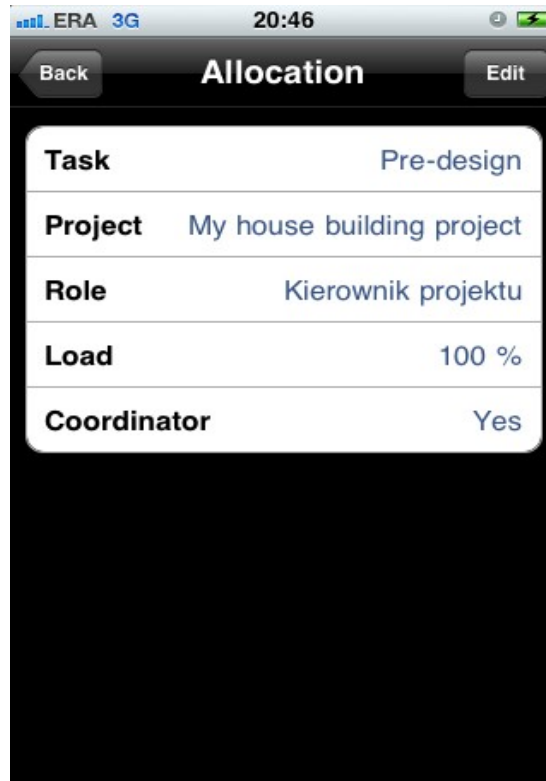 ERA 3G 20:46
Back Allocation Edit
Task Pre-design
Project My house building project
Role Kierownik projektu
Load 100 %
Coordinator Yes